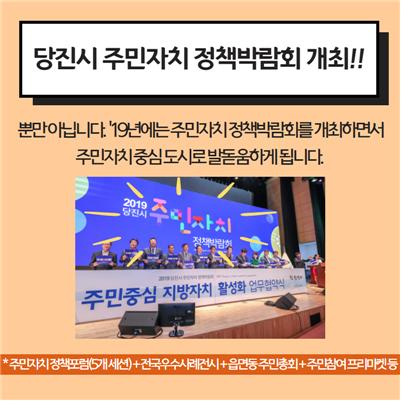 당진시 주민자치 정책박람회 개최!!
뿐만 아닙니다. '19년에는 주민자치 정책박람회를 개최하면서
주민자치 중심 도시로 발돋움하게 됩니다.
2019
당진시
주민자치
정책박람회
2019 당진시 주민자치 정책박람회
주민중심 지방자치 활성화 업무협약식
* 주민자치 정책포럼(5개 세션) + 전국우수사례전시 + 읍면동 주민총회 + 주민참여 프리마켓 등